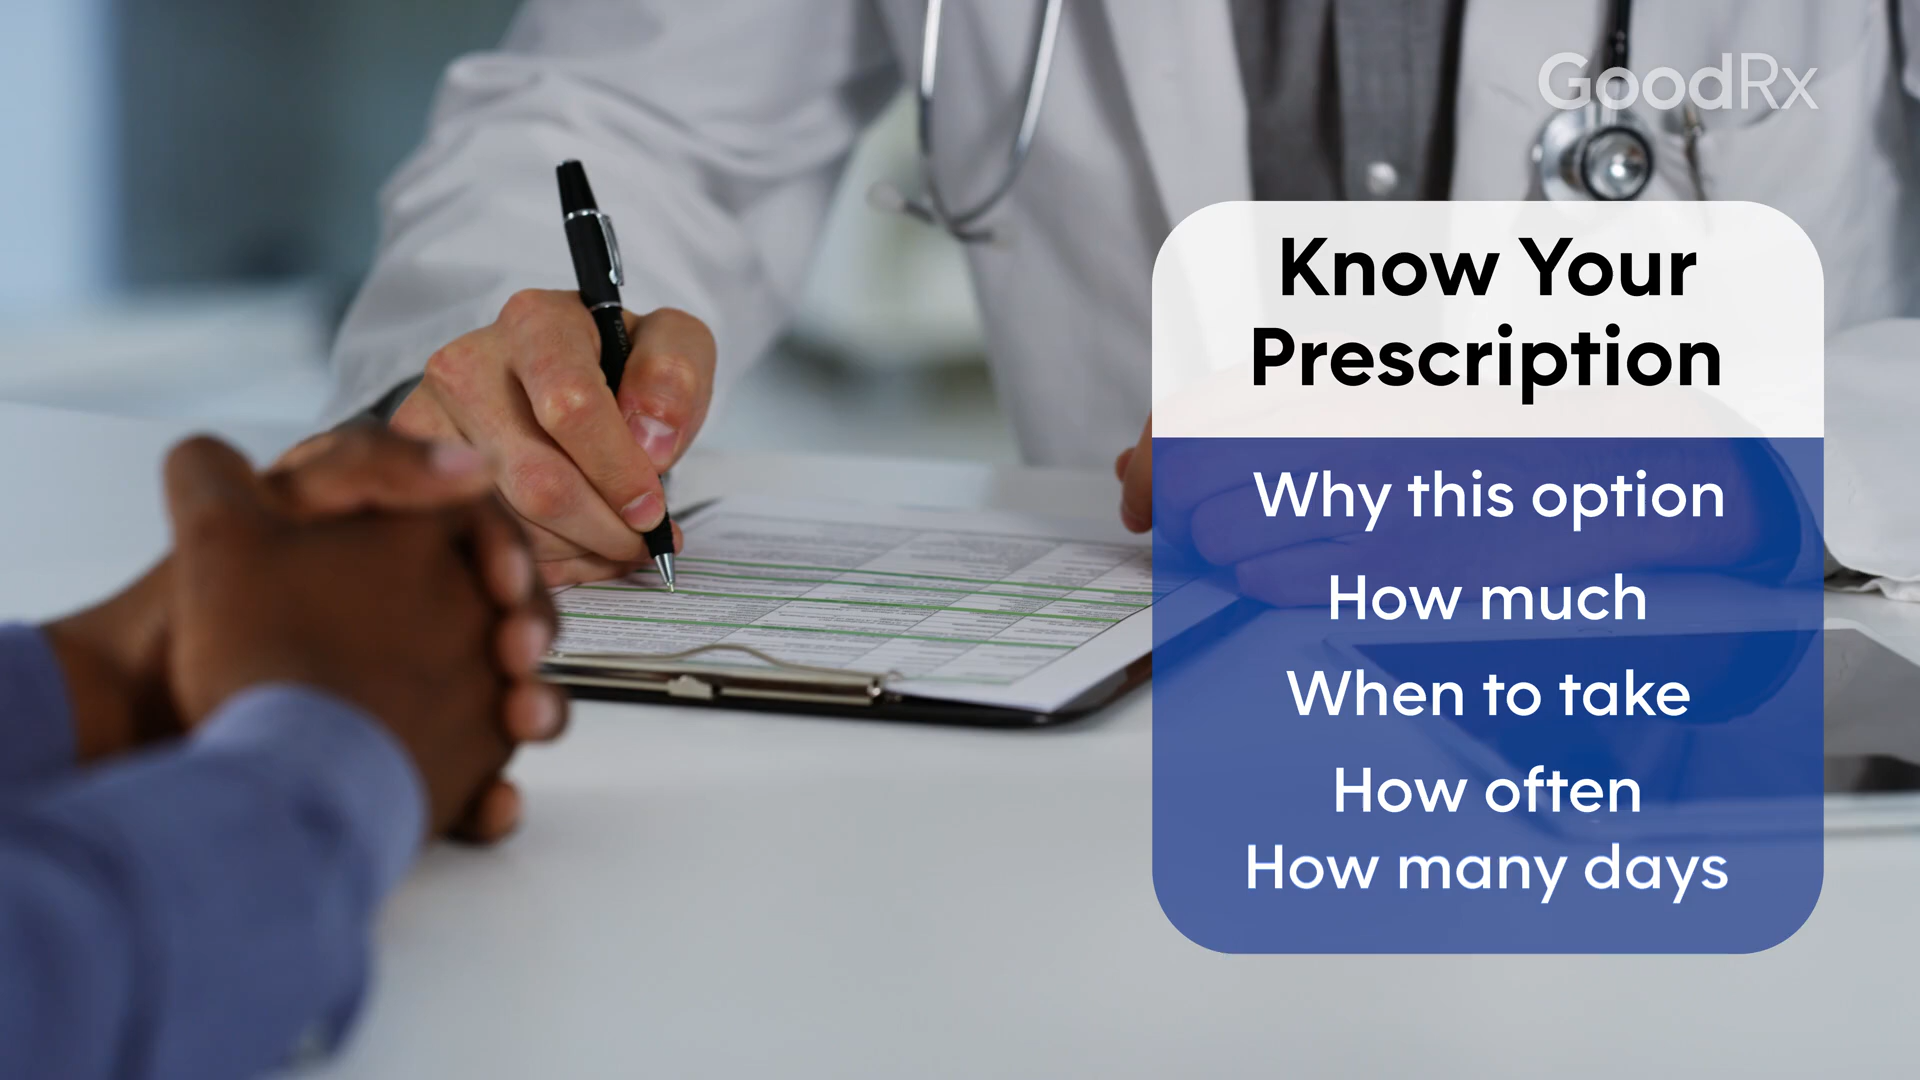 GoodRx
Know Your
Prescription
Why this option
How much
When to take
How often
How many days